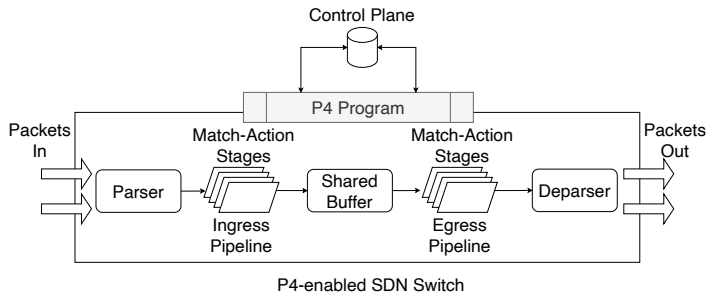 Control Plane
P4 Program
Packets
In
Match-Action
Stages
Match-Action
Stages
Packets
Out
Parser
Shared
Buffer
Deparser
Ingress
Pipeline
Egress
Pipeline
P4-enabled SDN Switch